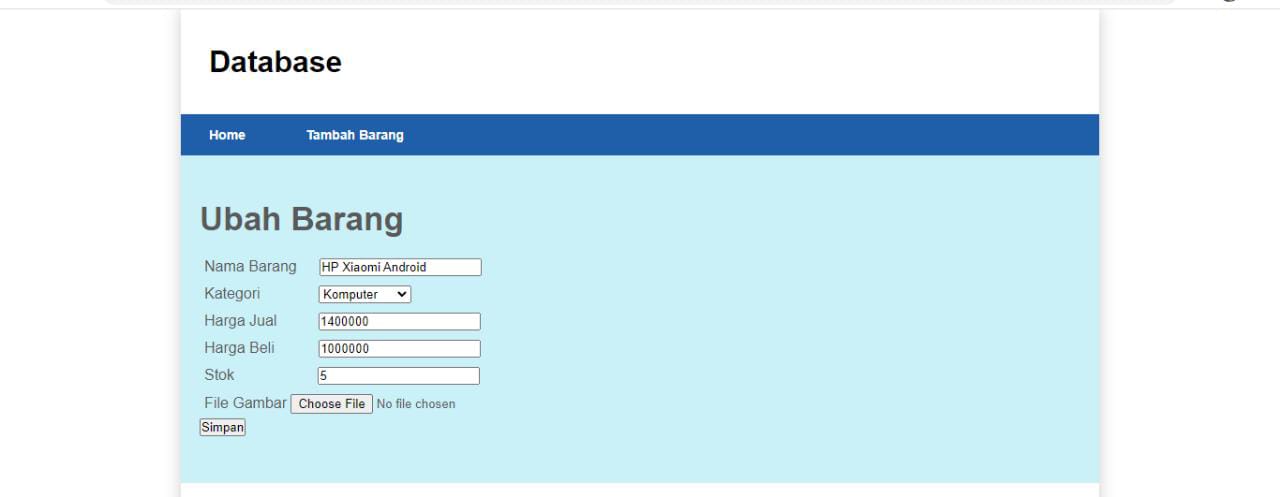 Database
Home Tambah Barang
Ubah Barang
Nama Barang HP Xiaomi Android
Kategori Komputer
Harga Jual 1400000
Harga Beli 1000000
Stok 5
File Gambar Choose File No file chosen
Simpan